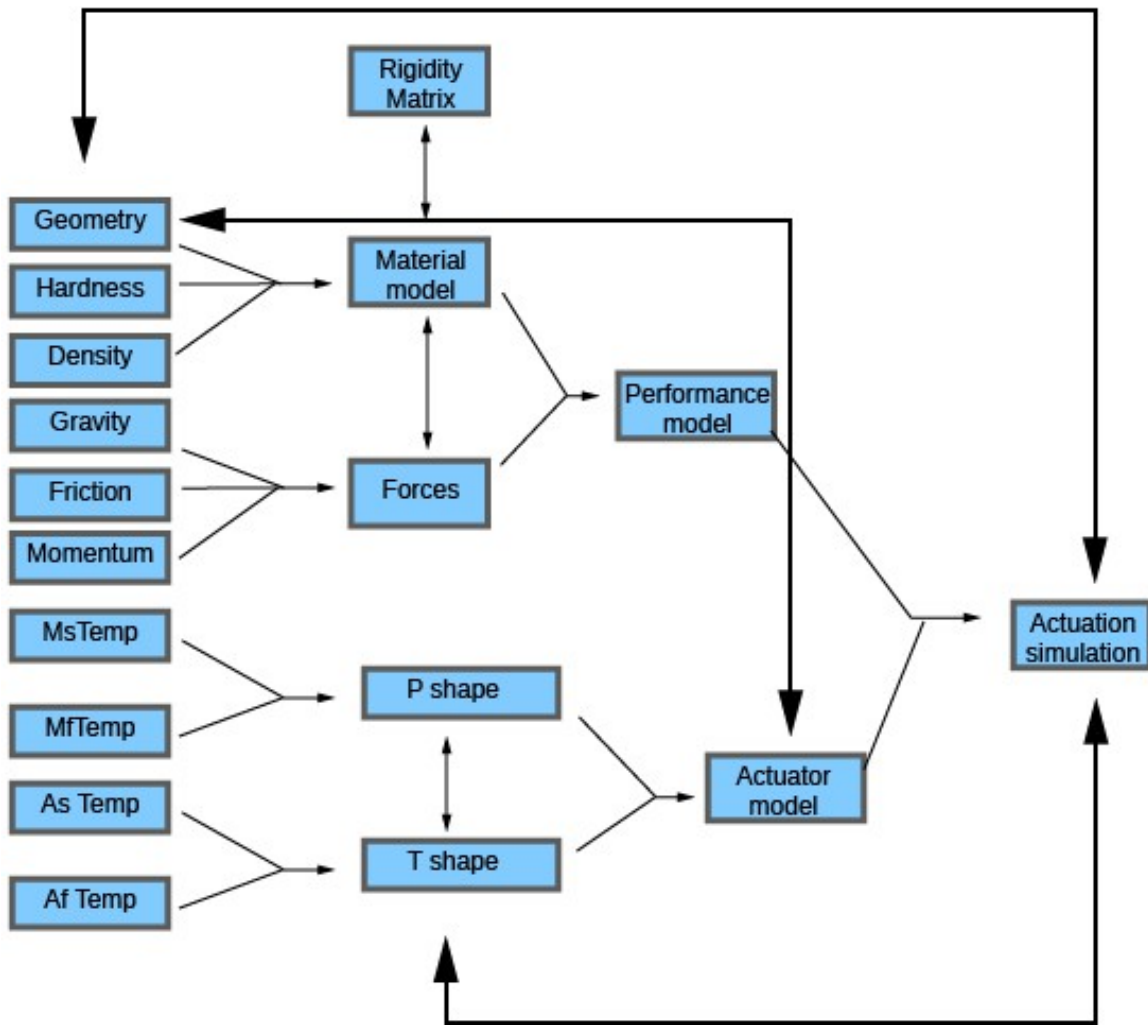 Rigidity
Matrix
Geometry
Hardness
Density
Gravity
Friction
Momentum
MsTemp
MfTemp
As Temp
Af Temp
Material
model
Forces
P shape
T shape
Performance
model
Actuator
model
Actuation
simulation